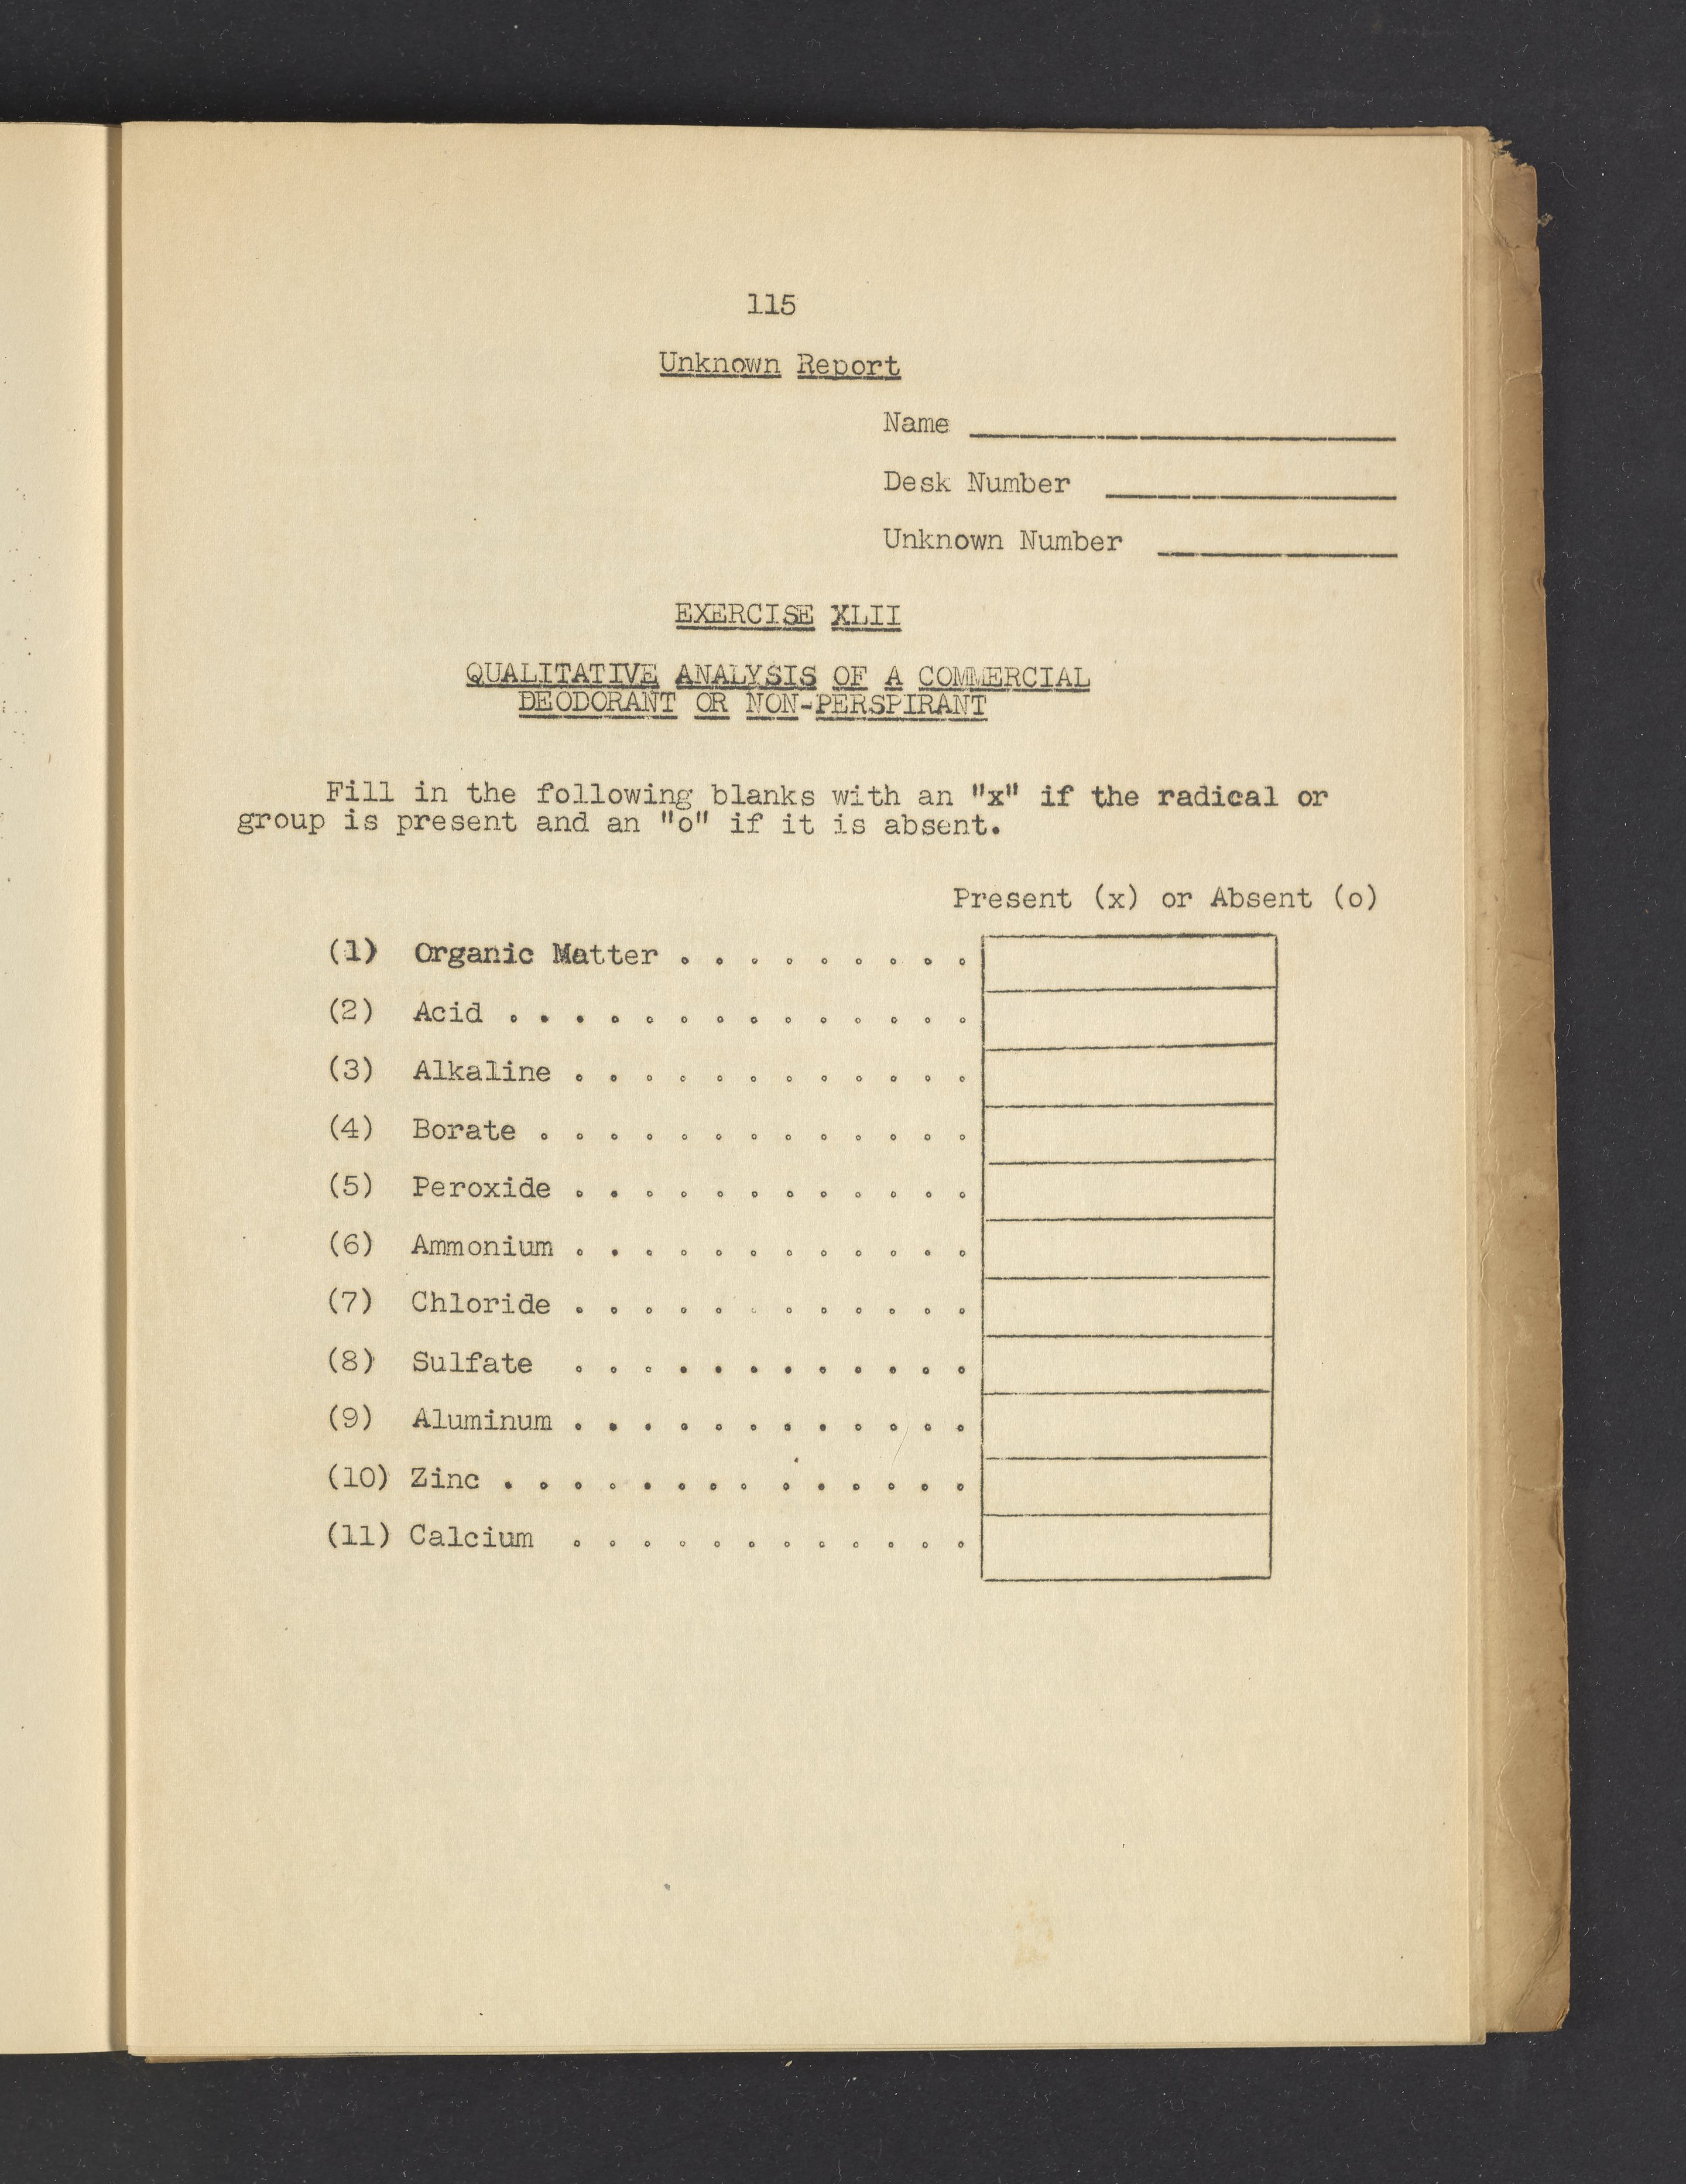 115
Unknown Report
Name
Desk Number
Unknown Number
EXERCISE XLII
QUALITATIVE ANALYSIS OF A COMMERCIAL
DEODORANT OR NON-PERSPIRANT
Fill in the following blanks with an "x" if the radical or
group is present and an "o" if it is absent.
Present (x) or Absent (o)
(1) Organic Matter . . . . . . . . .
(2) Acid . . . . . . . . . . . . . .
(3) Alkaline . . . . . . . . . . . .
(4) Borate . . . . . . . . . . . . .
(5) Peroxide . . . . . . . . . . . .
(6) Ammonium . . . . . . . . . . . .
(7) Chloride . . . . . . . . . . . .
(8) Sulfate . . . . . . . . . . . .
(9) Aluminum . . . . . . . . . . . .
(10) Zinc . . . . . . . . . . . . . .
(11) Calcium . . . . . . . . . . . .